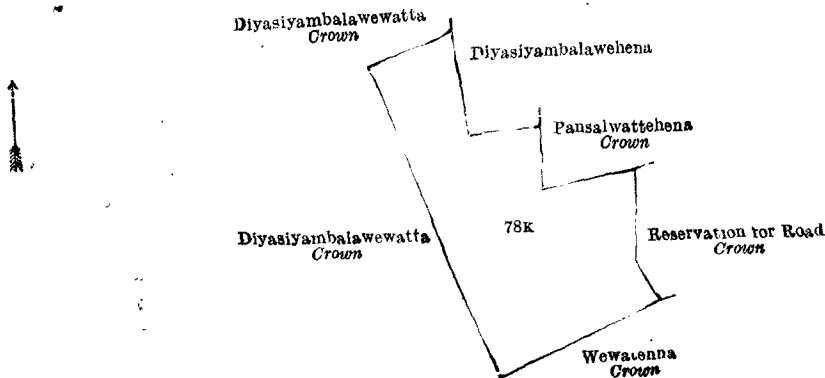 Diyasiyambalawewatta
Crown
Diyasiyambalawehena
Pansalwattehena
Crown
78K
Diyasiyambalawewatta
Crown
Reservation for Road
Crown
Wewatenna
Crown